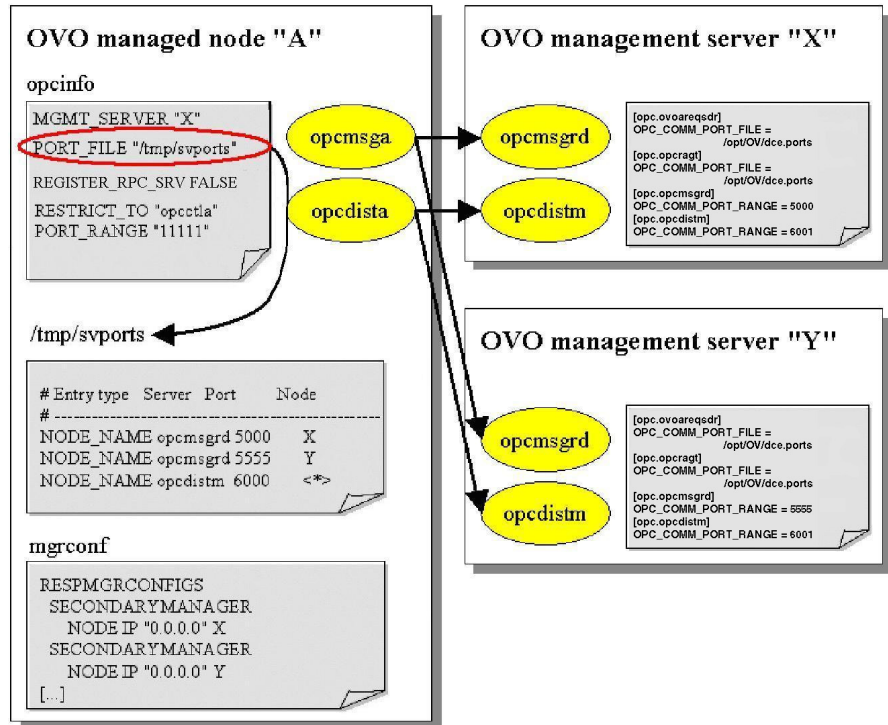 OVO managed node "A"
opcinfo
MGMT_SERVER "X"
PORT_FILE "/tmp/svports"
REGISTER_RPC_SRV FALSE
RESTRICT_TO "opcctla"
PORT_RANGE "11111"
opcmsga
opcdista
/tmp/svports
# Entry type Server Port Node
# --------------------------------------------------
NODE_NAME opcmsgrd 5000 X
NODE_NAME opcmsgrd 5555 Y
NODE_NAME opcdistm 6000 <*>
mgrconf
RESPMGRCONFIGS
SECONDARYMANAGER
NODE IP "0.0.0.0" X
SECONDARYMANAGER
NODE IP "0.0.0.0" Y
[...]
OVO management server "X"
opcmsgrd
opcdistm
[opc.ovoareqsdr]
OPC_COMM_PORT_FILE =
/opt/OV/dce.ports
[opc.opcragt]
OPC_COMM_PORT_FILE =
/opt/OV/dce.ports
[opc.opcmsgrd]
OPC_COMM_PORT_RANGE = 5000
[opc.opcdistm]
OPC_COMM_PORT_RANGE = 6001
OVO management server "Y"
opcmsgrd
opcdistm
[opc.ovoareqsdr]
OPC_COMM_PORT_FILE =
/opt/OV/dce.ports
[opc.opcragt]
OPC_COMM_PORT_FILE =
/opt/OV/dce.ports
[opc.opcmsgrd]
OPC_COMM_PORT_RANGE = 5555
[opc.opcdistm]
OPC_COMM_PORT_RANGE = 6001